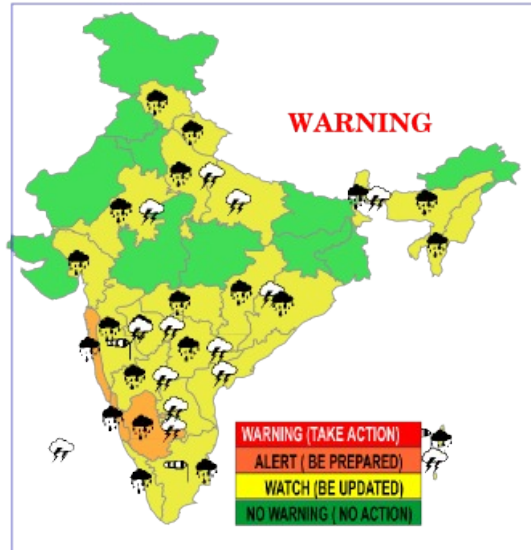 WARNING
WARNING (TAKE ACTION)
ALERT ( BE PREPARED)
WATCH (BE UPDATED)
NO WARNING ( NO ACTION)